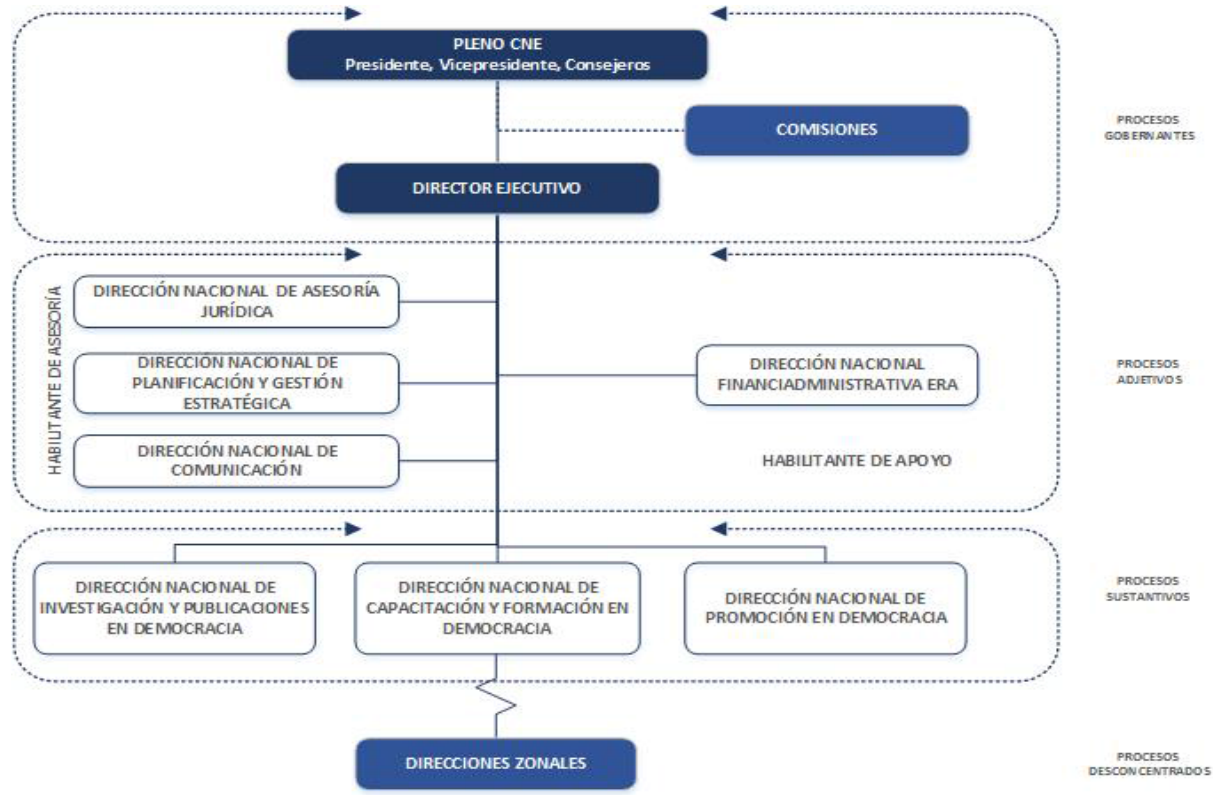 PLENO CNE
Presidente, Vicepresidente, Consejeros
COMISIONES
PROCESOS
GOBERNANTES
DIRECTOR EJECUTIVO
HABILITANTE DE ASESORÍA
DIRECCIÓN NACIONAL DE ASESORÍA
JURÍDICA
DIRECCIÓN NACIONAL DE
PLANIFICACIÓN Y GESTIÓN
ESTRATÉGICA
DIRECCIÓN NACIONAL DE
COMUNICACIÓN
DIRECCIÓN NACIONAL
FINANCIADMINISTRATIVA ERA
HABILITANTE DE APOYO
PROCESOS
ADJETIVOS
DIRECCIÓN NACIONAL DE
INVESTIGACIÓN Y PUBLICACIONES
EN DEMOCRACIA
DIRECCIÓN NACIONAL DE
CAPACITACIÓN Y FORMACIÓN EN
DEMOCRACIA
DIRECCIÓN NACIONAL DE
PROMOCIÓN EN DEMOCRACIA
PROCESOS
SUSTANTIVOS
DIRECCIONES ZONALES
PROCESOS
DESCONCENTRADOS